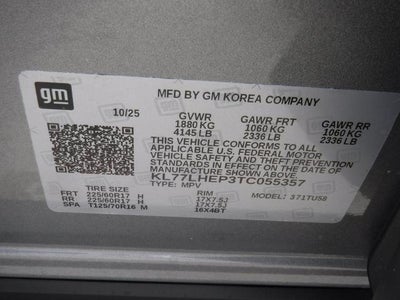 gm
MFD BY GM KOREA COMPANY
10/25 GVWR GAWR FRT GAWR RR
1880 KG 1060 KG 1060 KG
4145 LB 2336 LB 2336 LB
THIS VEHICLE CONFORMS TO ALL
APPLICABLE U.S. FEDERAL MOTOR
VEHICLE SAFETY AND THEFT PREVENTION
STANDARDS IN EFFECT ON THE DATE OF
MANUFACTURE SHOWN ABOVE.
KL77LHEP3TC055357
TYPE: MPV MODEL: 1TU58
TIRE SIZE RIM
FRT 225/60R17 H 17X7.5J
RR 225/60R17 H 17X7.5J
SPA T125/70R16 M 16X4BT